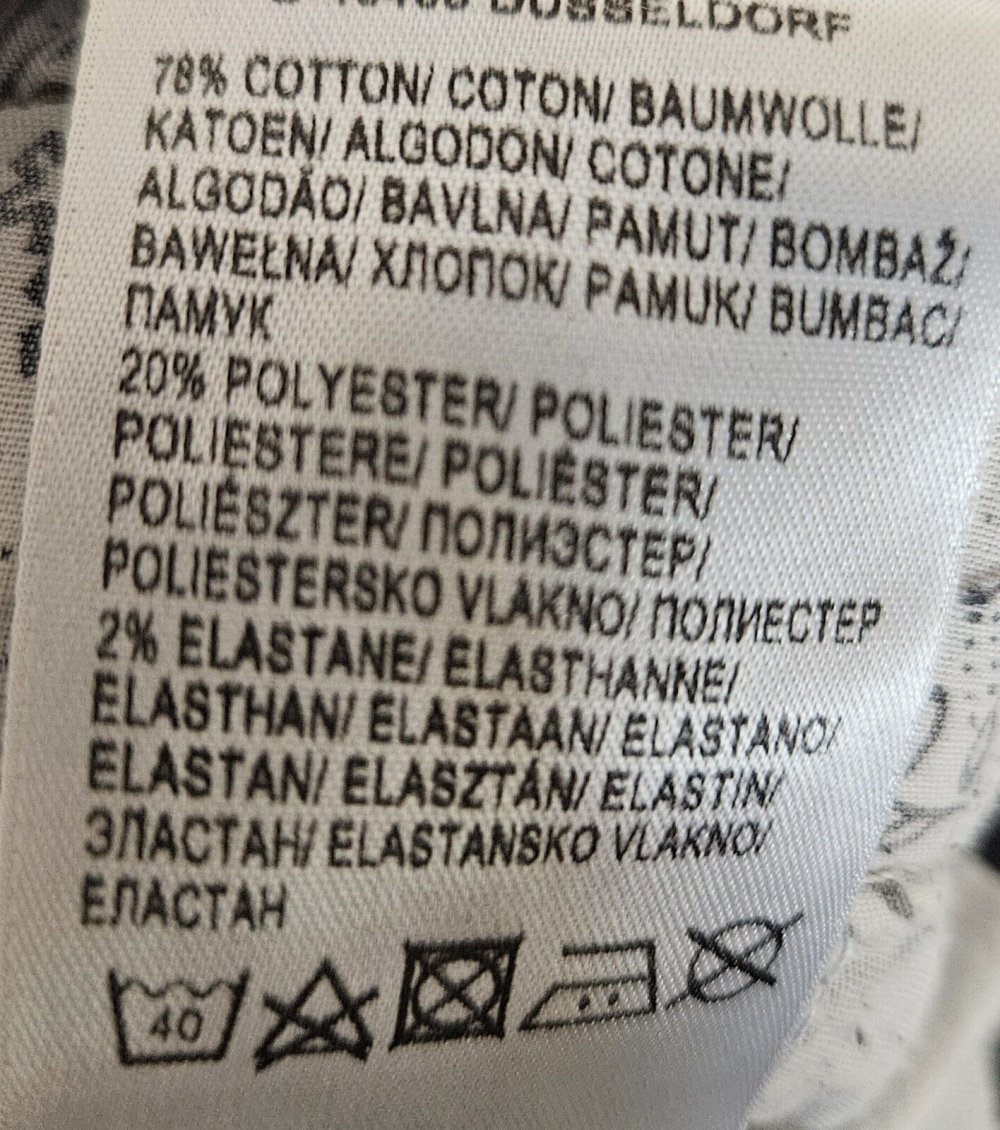 DÜSSELDORF
78% COTTON/ COTON/ BAUMWOLLE/
KATOEN/ ALGODON/ COTONE/
ALGODÃO/ BAVLNA/ PAMUT/ BOMBAŽ/
BAWEŁNA/ ХЛОПОК/ PAMUK/ BUMBAC/
ПАМУК
20% POLYESTER/ POLIESTER/
POLIESTERE/ POLIÉSTER/
POLIÉSZTER/ ПОЛИЭСТЕР/
POLIESTERSKO VLAKNO/ ПОЛИЕСТЕР
2% ELASTANE/ ELASTHANNE/
ELASTHAN/ ELASTAAN/ ELASTANO/
ELASTAN/ ELASZTÁN/ ELASTIN/
ЭЛАСТАН/ ELASTANSKO VLAKNO/
ЕЛАСТАН
40